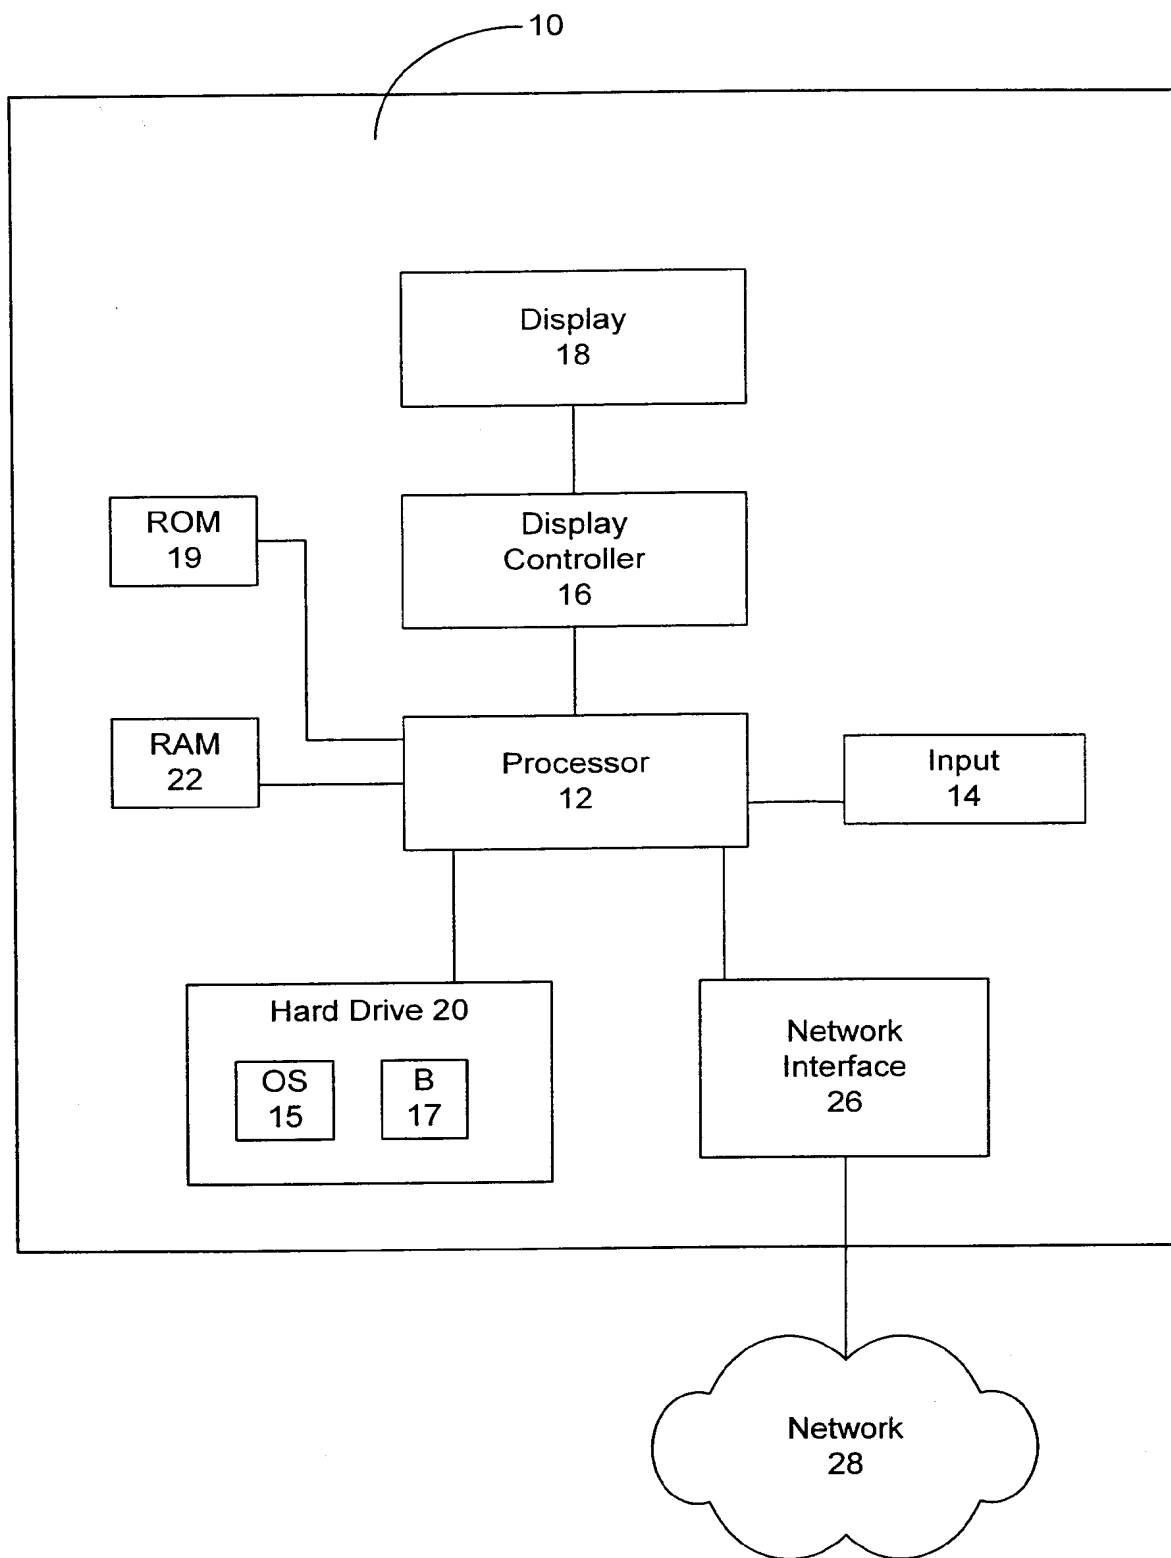 10
Display
18
Display
Controller
16
ROM
19
RAM
22
Processor
12
Input
14
Hard Drive 20
OS
15
B
17
Network
Interface
26
Network
28